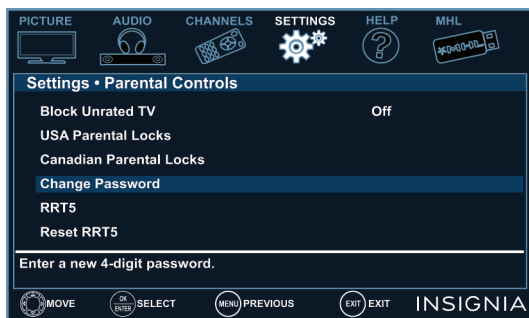 PICTURE AUDIO CHANNELS SETTINGS HELP MHL
MHL
Settings • Parental Controls
Block Unrated TV Off
USA Parental Locks
Canadian Parental Locks
Change Password
RRT5
Reset RRT5
Enter a new 4-digit password.
MOVE OK ENTER SELECT MENU PREVIOUS EXIT EXIT INSIGNIA